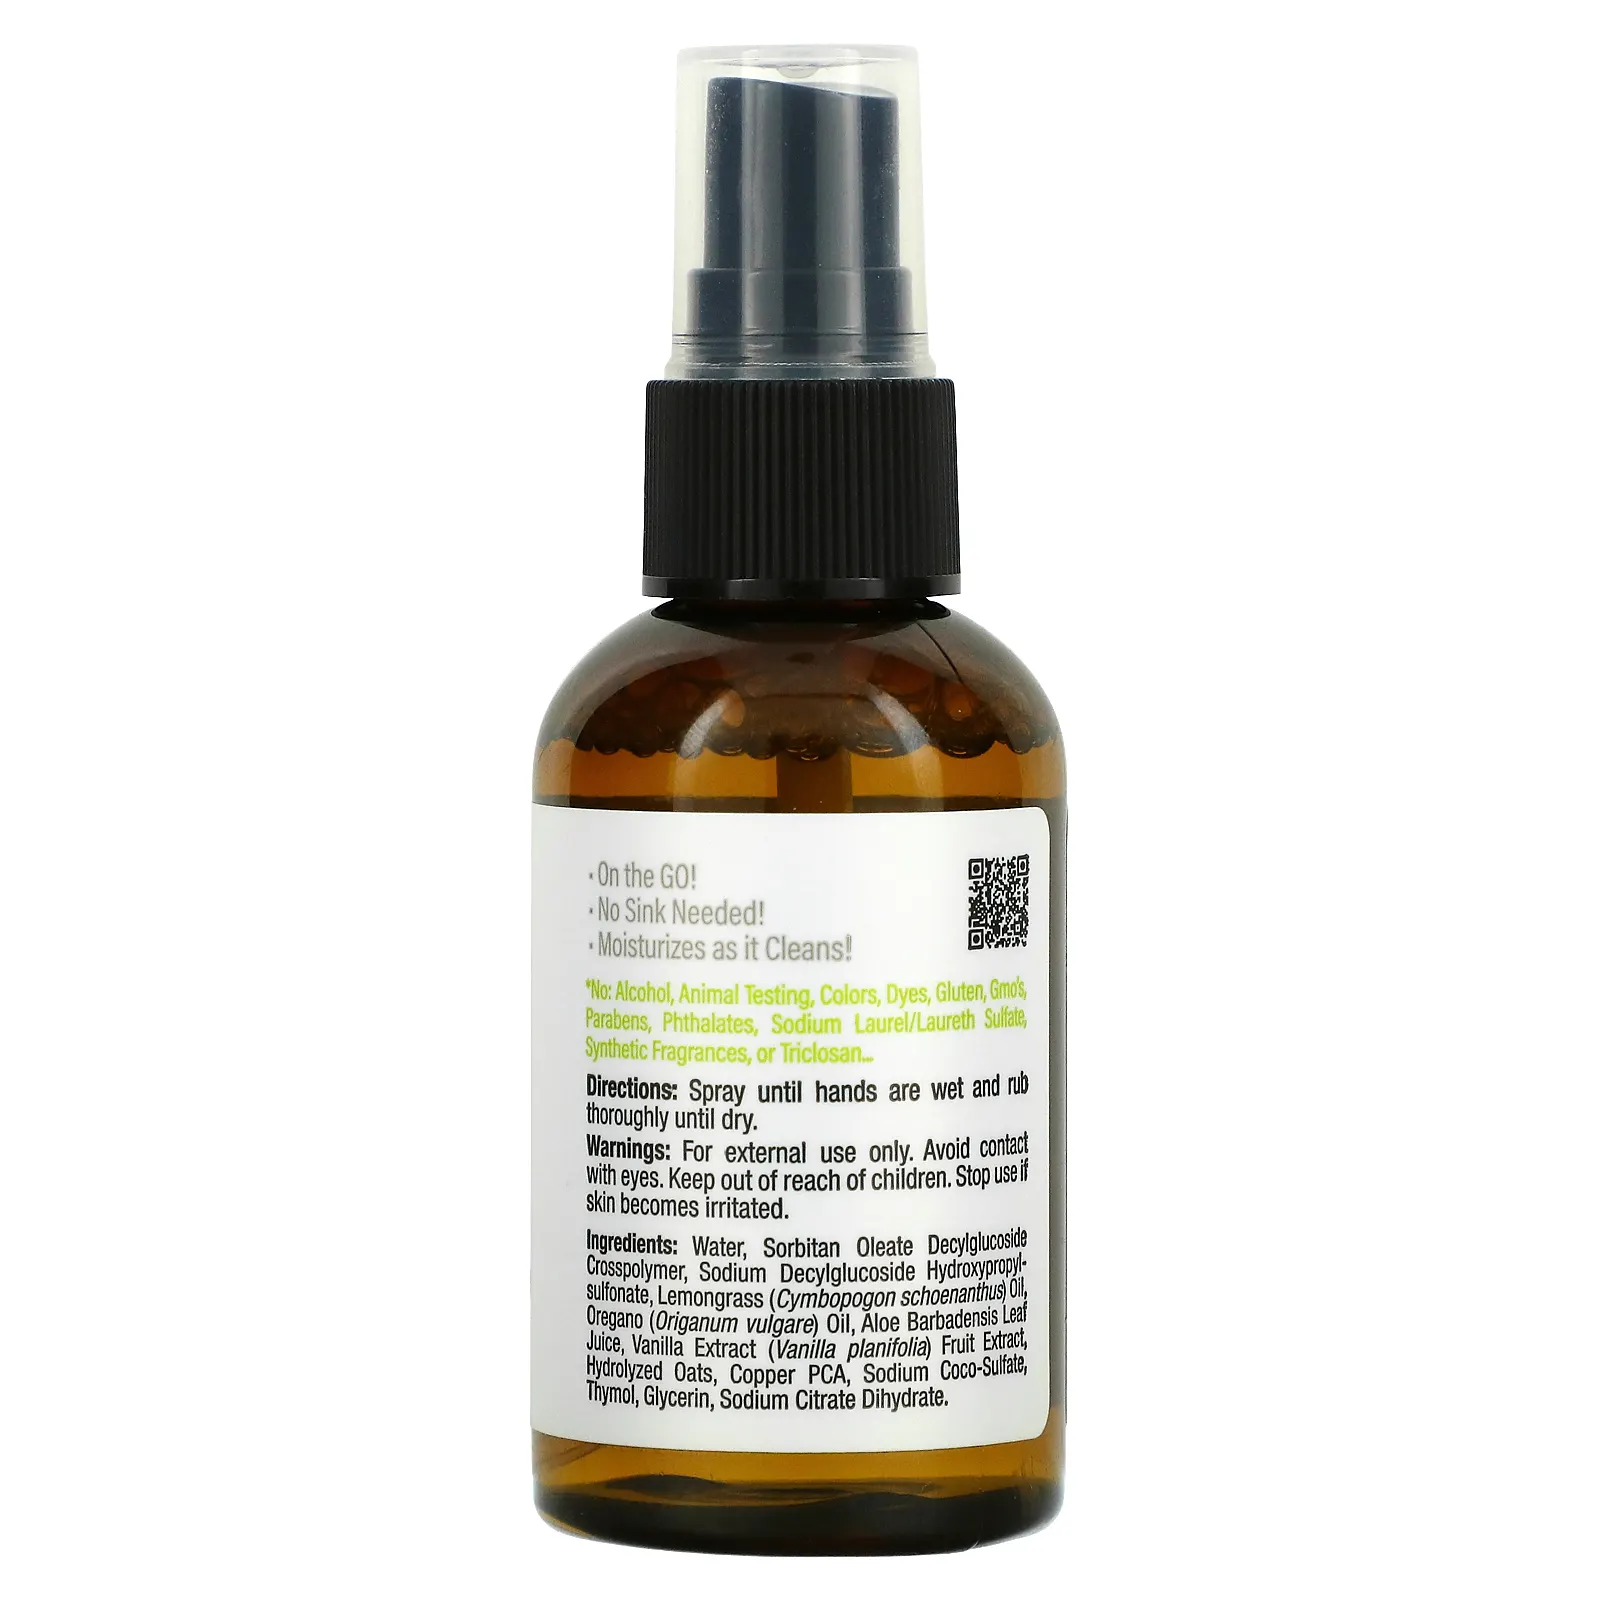 · On the GO!
· No Sink Needed!
· Moisturizes as it Cleans!
*No: Alcohol, Animal Testing, Colors, Dyes, Gluten, Gmo's,
Parabens, Phthalates, Sodium Laurel/Laureth Sulfate,
Synthetic Fragrances, or Triclosan...
Directions: Spray until hands are wet and rub
thoroughly until dry.
Warnings: For external use only. Avoid contact
with eyes. Keep out of reach of children. Stop use if
skin becomes irritated.
Ingredients: Water, Sorbitan Oleate Decylglucoside
Crosspolymer, Sodium Decylglucoside Hydroxypropyl-
sulfonate, Lemongrass (Cymbopogon schoenanthus) Oil,
Oregano (Origanum vulgare) Oil, Aloe Barbadensis Leaf
Juice, Vanilla Extract (Vanilla planifolia) Fruit Extract,
Hydrolyzed Oats, Copper PCA, Sodium Coco-Sulfate,
Thymol, Glycerin, Sodium Citrate Dihydrate.